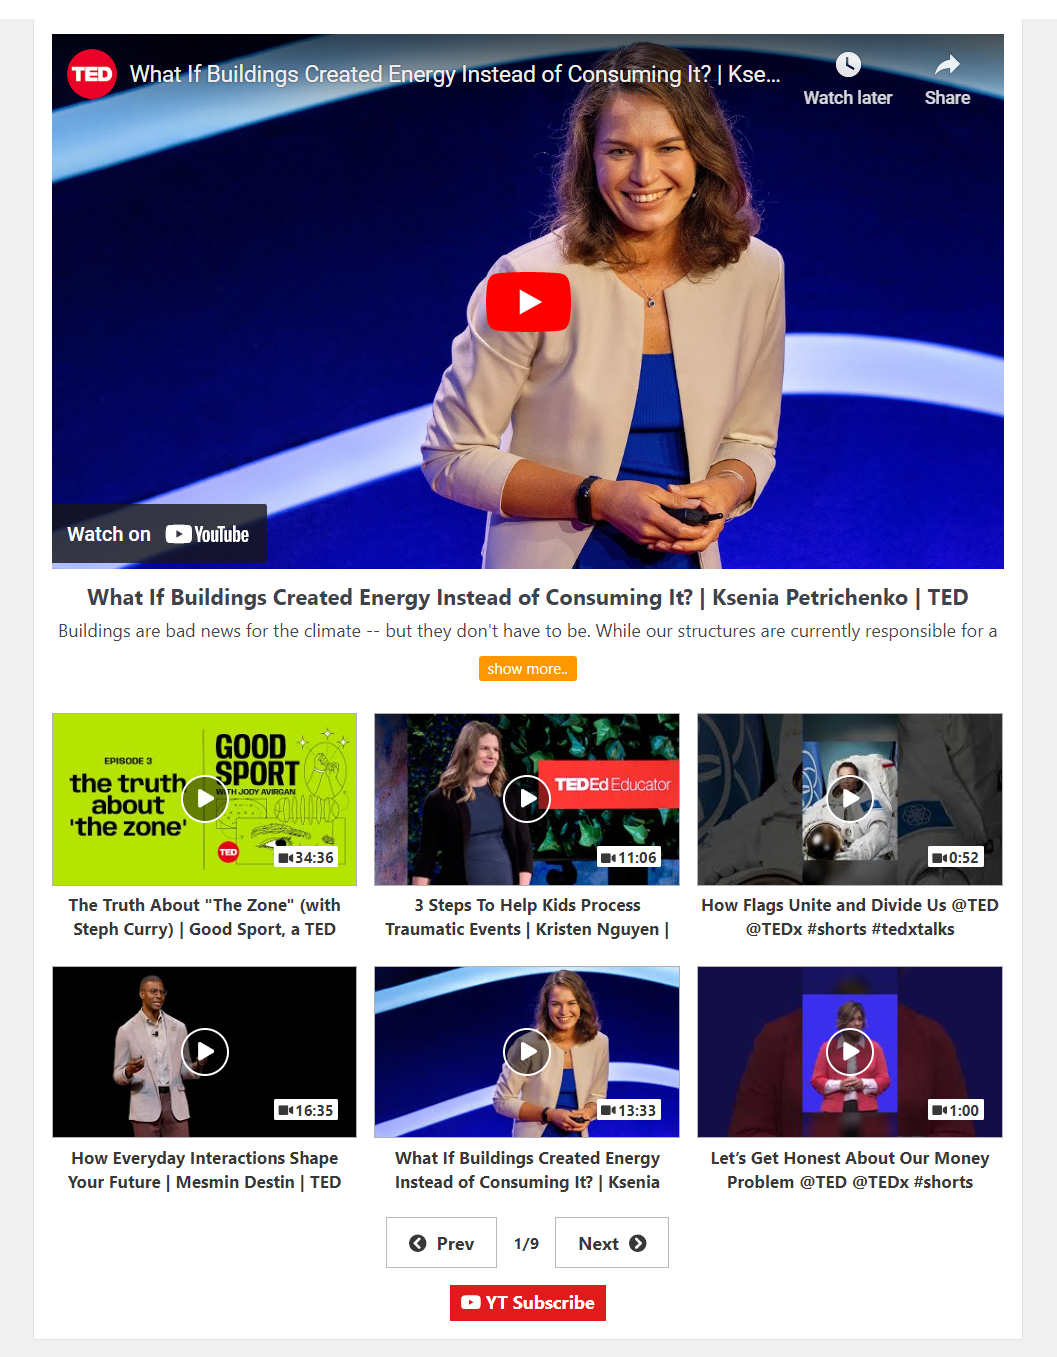 TED What If Buildings Created Energy Instead of Consuming It? | Kse...
Watch later
Share
Watch on YouTube
What If Buildings Created Energy Instead of Consuming It? | Ksenia Petrichenko | TED
Buildings are bad news for the climate -- but they don't have to be. While our structures are currently responsible for a
show more..
EPISODE 3
the truth
about
'the zone'
GOOD
SPORT
WITH JODY AVIRGAN
TED
34:36
TEDEd Educator
11:06
0:52
The Truth About "The Zone" (with
Steph Curry) | Good Sport, a TED
3 Steps To Help Kids Process
Traumatic Events | Kristen Nguyen |
How Flags Unite and Divide Us @TED
@TEDx #shorts #tedxtalks
16:35
13:33
1:00
How Everyday Interactions Shape
Your Future | Mesmin Destin | TED
What If Buildings Created Energy
Instead of Consuming It? | Ksenia
Let's Get Honest About Our Money
Problem @TED @TEDx #shorts
Prev 1/9 Next
YT Subscribe